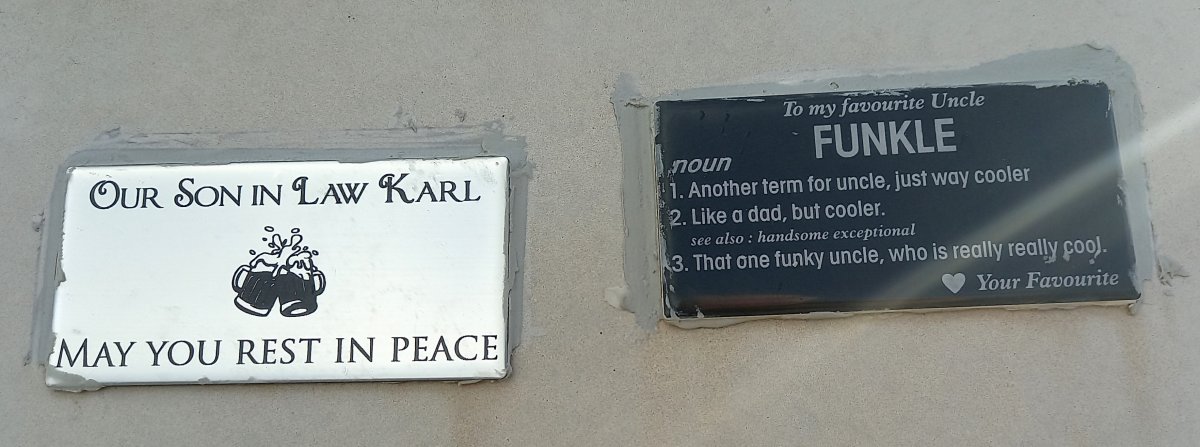 OUR SON IN LAW KARL
MAY YOU REST IN PEACE
To my favourite Uncle
FUNKLE
noun
1. Another term for uncle, just way cooler
2. Like a dad, but cooler.
see also : handsome exceptional
3. That one funky uncle, who is really really cool.
Your Favourite